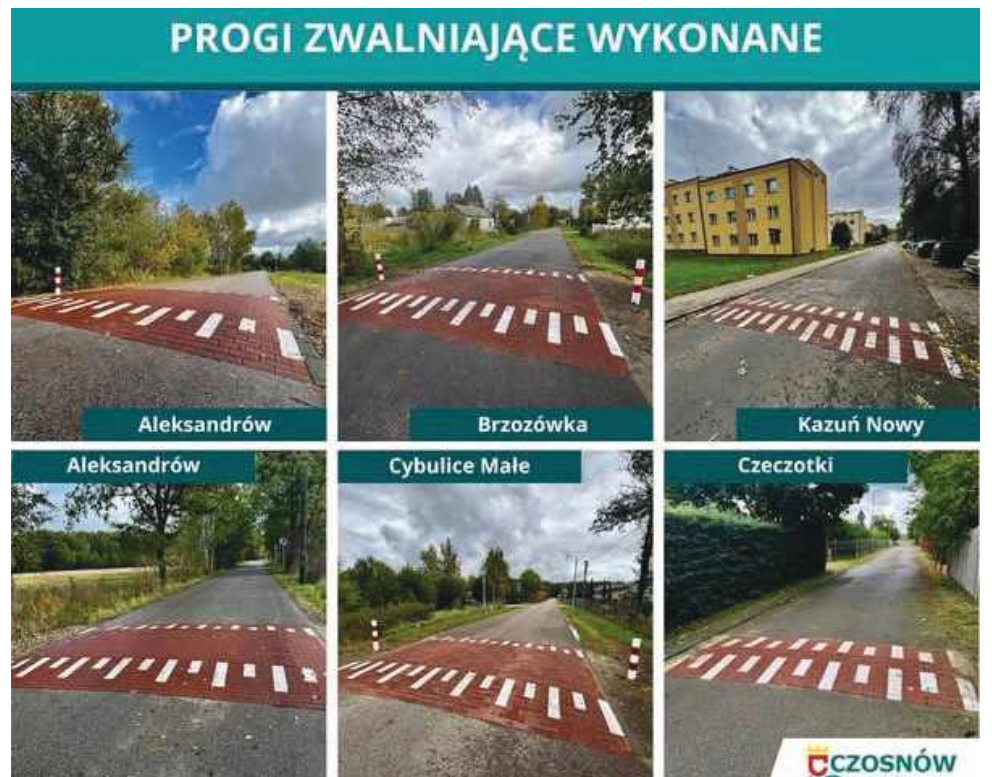 PROGI ZWALNIAJĄCE WYKONANE
Aleksandrów
Brzozówka
Kazuń Nowy
Aleksandrów
Cybulice Małe
Czeczotki
CZOSNÓW